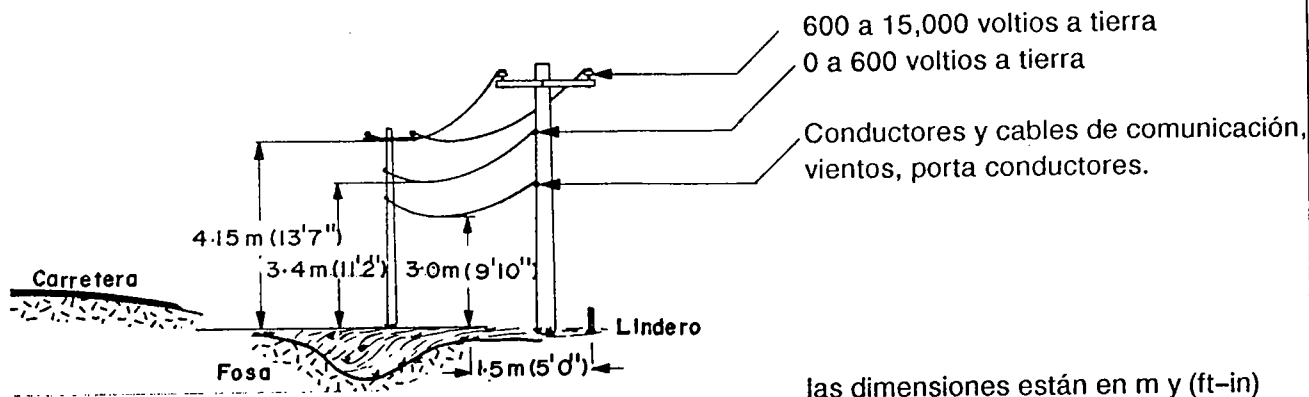 600 a 15,000 voltios a tierra
0 a 600 voltios a tierra
Conductores y cables de comunicación,
vientos, porta conductores.
4.15 m (13'7")
3.4 m (11'2")
3.0m (9'10")
Carretera
Lindero
Fosa
1.5 m (5'0")
las dimensiones están en m y (ft–in)